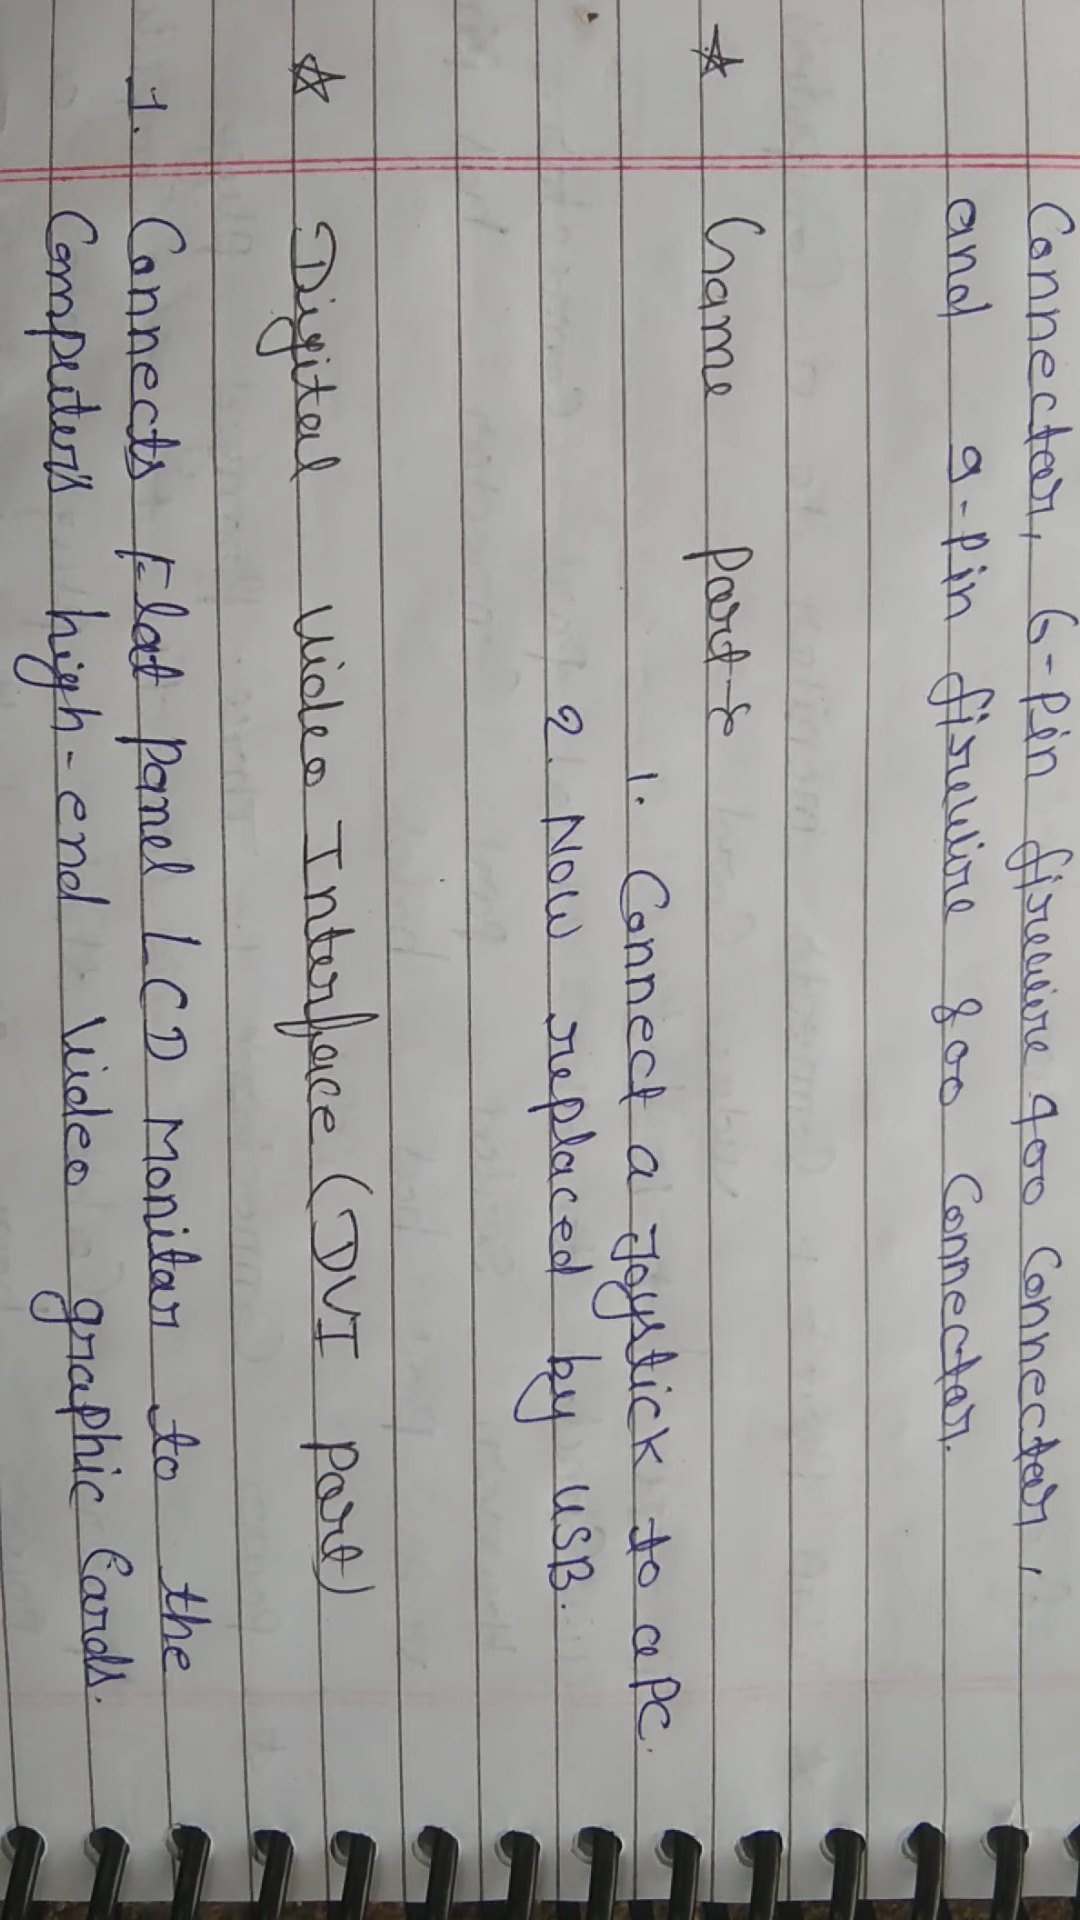 Connector, 6-pin firewire 400 connector,
and 9-pin firewire 800 connector.
☆ Game port-:
1. Connect a Joystick to a PC.
2. Now replaced by USB.
☆ Digital Video Interface (DVI port)
1. Connects Flat panel LCD Monitor to the
Computer's high-end Video graphic Cards.